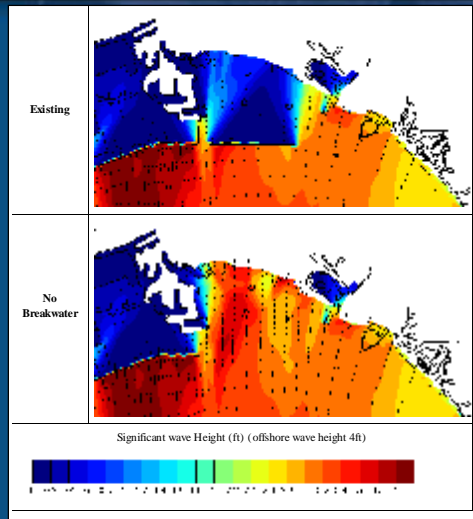 Existing
No
Breakwater
Significant wave Height (ft) (offshore wave height 4ft)